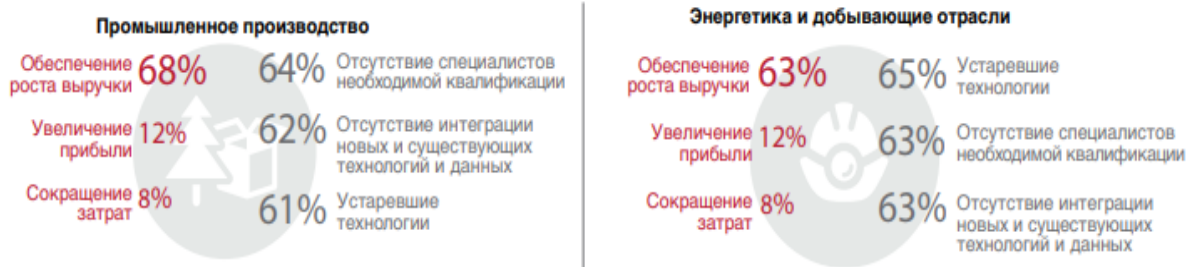 Промышленное производство
Обеспечение
роста выручки
68%
64%
Отсутствие специалистов
необходимой квалификации
Увеличение
прибыли
12%
62%
Отсутствие интеграции
новых и существующих
технологий и данных
Сокращение
затрат
8%
61%
Устаревшие
технологии
Энергетика и добывающие отрасли
Обеспечение
роста выручки
63%
65%
Устаревшие
технологии
Увеличение
прибыли
12%
63%
Отсутствие специалистов
необходимой квалификации
Сокращение
затрат
8%
63%
Отсутствие интеграции
новых и существующих
технологий и данных